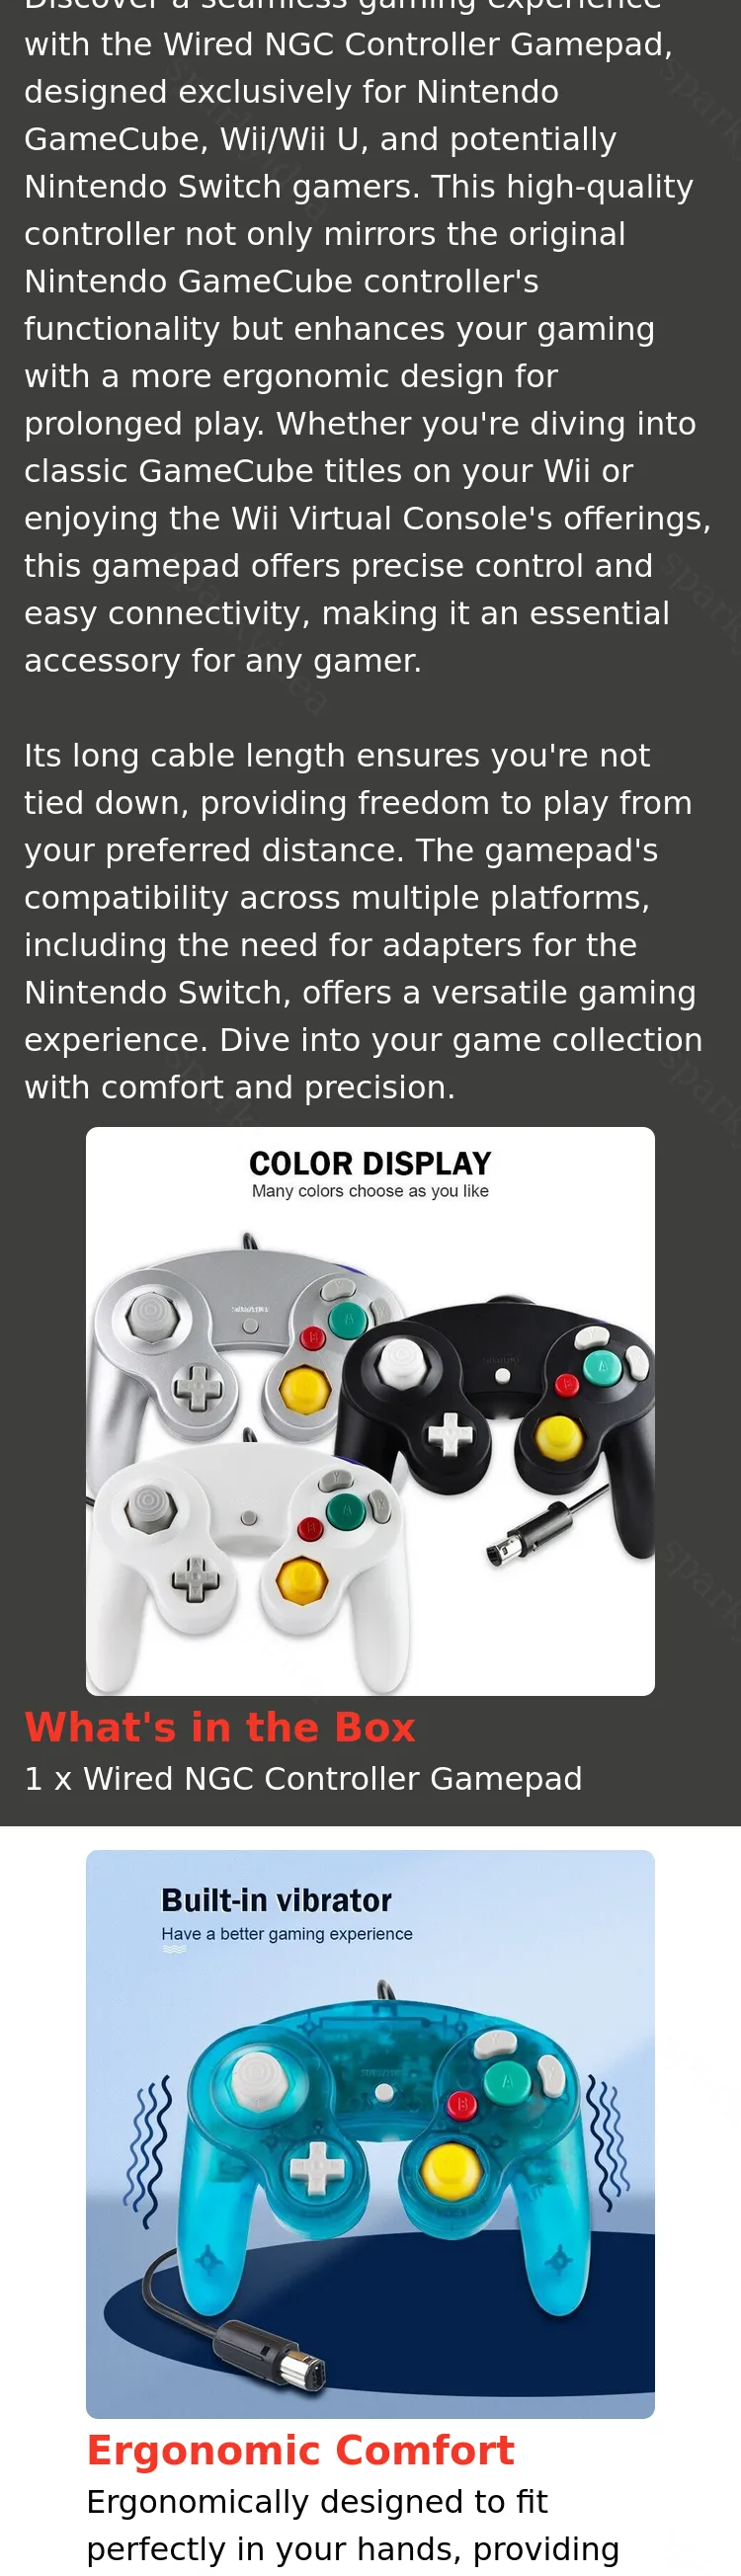 Discover a seamless gaming experience
with the Wired NGC Controller Gamepad,
designed exclusively for Nintendo
GameCube, Wii/Wii U, and potentially
Nintendo Switch gamers. This high-quality
controller not only mirrors the original
Nintendo GameCube controller's
functionality but enhances your gaming
with a more ergonomic design for
prolonged play. Whether you're diving into
classic GameCube titles on your Wii or
enjoying the Wii Virtual Console's offerings,
this gamepad offers precise control and
easy connectivity, making it an essential
accessory for any gamer.
Its long cable length ensures you're not
tied down, providing freedom to play from
your preferred distance. The gamepad's
compatibility across multiple platforms,
including the need for adapters for the
Nintendo Switch, offers a versatile gaming
experience. Dive into your game collection
with comfort and precision.
COLOR DISPLAY
Many colors choose as you like
Y
A
B
A
B
Y
A
B
What's in the Box
1 x Wired NGC Controller Gamepad
Built-in vibrator
Have a better gaming experience
A
B
Ergonomic Comfort
Ergonomically designed to fit
perfectly in your hands, providing